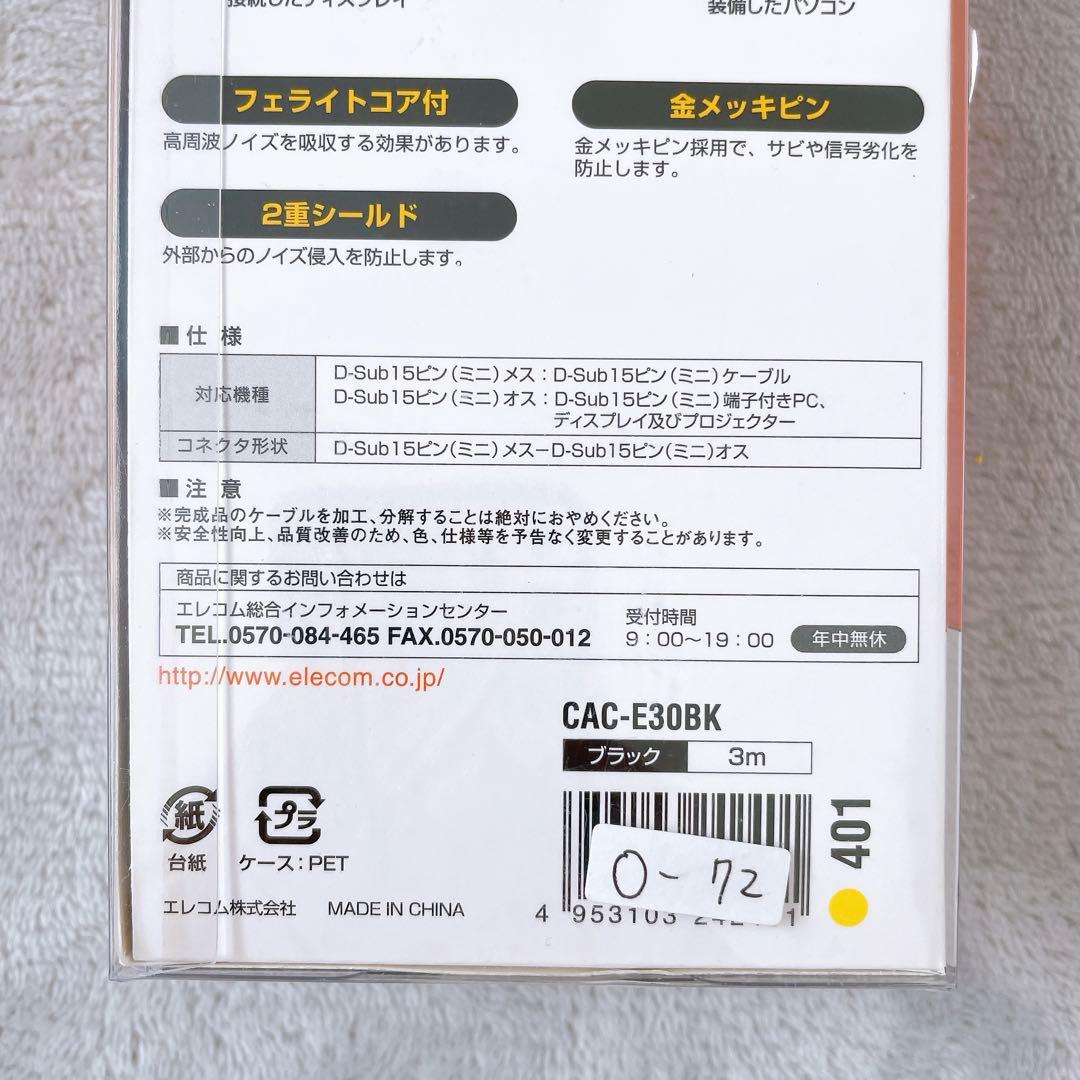 接続したディスプレイ
装備したパソコン
フェライトコア付
高周波ノイズを吸収する効果があります。
金メッキピン
金メッキピン採用で、サビや信号劣化を
防止します。
2重シールド
外部からのノイズ侵入を防止します。
■仕様
対応機種
D-Sub15ピン(ミニ)メス:D-Sub15ピン(ミニ)ケーブル
D-Sub15ピン(ミニ)オス:D-Sub15ピン(ミニ)端子付きPC、
ディスプレイ及びプロジェクター
コネクタ形状
D-Sub15ピン(ミニ)メス−D-Sub15ピン(ミニ)オス
■注意
※完成品のケーブルを加工、分解することは絶対におやめください。
※安全性向上、品質改善のため、色、仕様等を予告なく変更することがあります。
商品に関するお問い合わせは
エレコム総合インフォメーションセンター
TEL.0570-084-465 FAX.0570-050-012
受付時間
9:00〜19:00 年中無休
http://www.elecom.co.jp/
CAC-E30BK
ブラック 3m
紙
台紙
プラ
ケース:PET
401
0-72
4 953103
エレコム株式会社 MADE IN CHINA